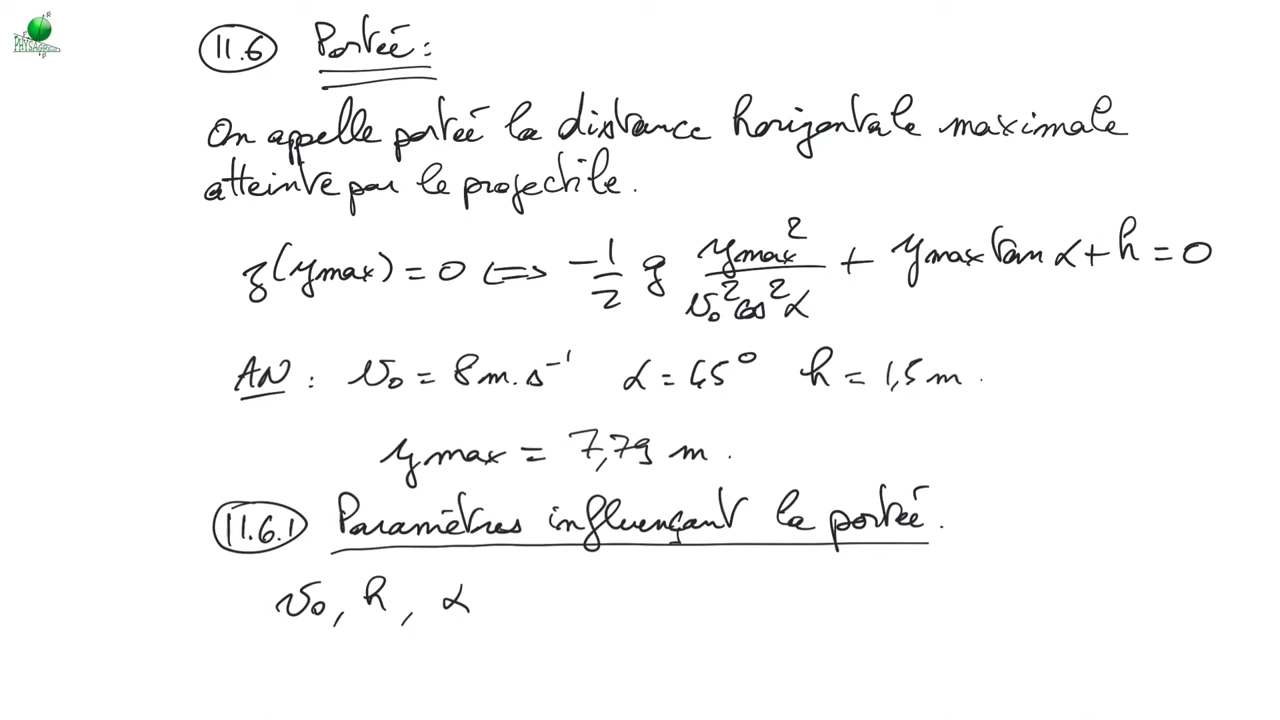 11.6 Portée :
On appelle portée la distance horizontale maximale
atteinte par le projectile.
z(ymax) = 0 <=> -1/2 g ymax²/(v₀² cos² α) + ymax tan α + h = 0
AN : v₀ = 8 m.s⁻¹ α = 45° h = 1,5 m.
ymax = 7,79 m.
11.6.1 Paramètres influençant la portée.
v₀, h, α